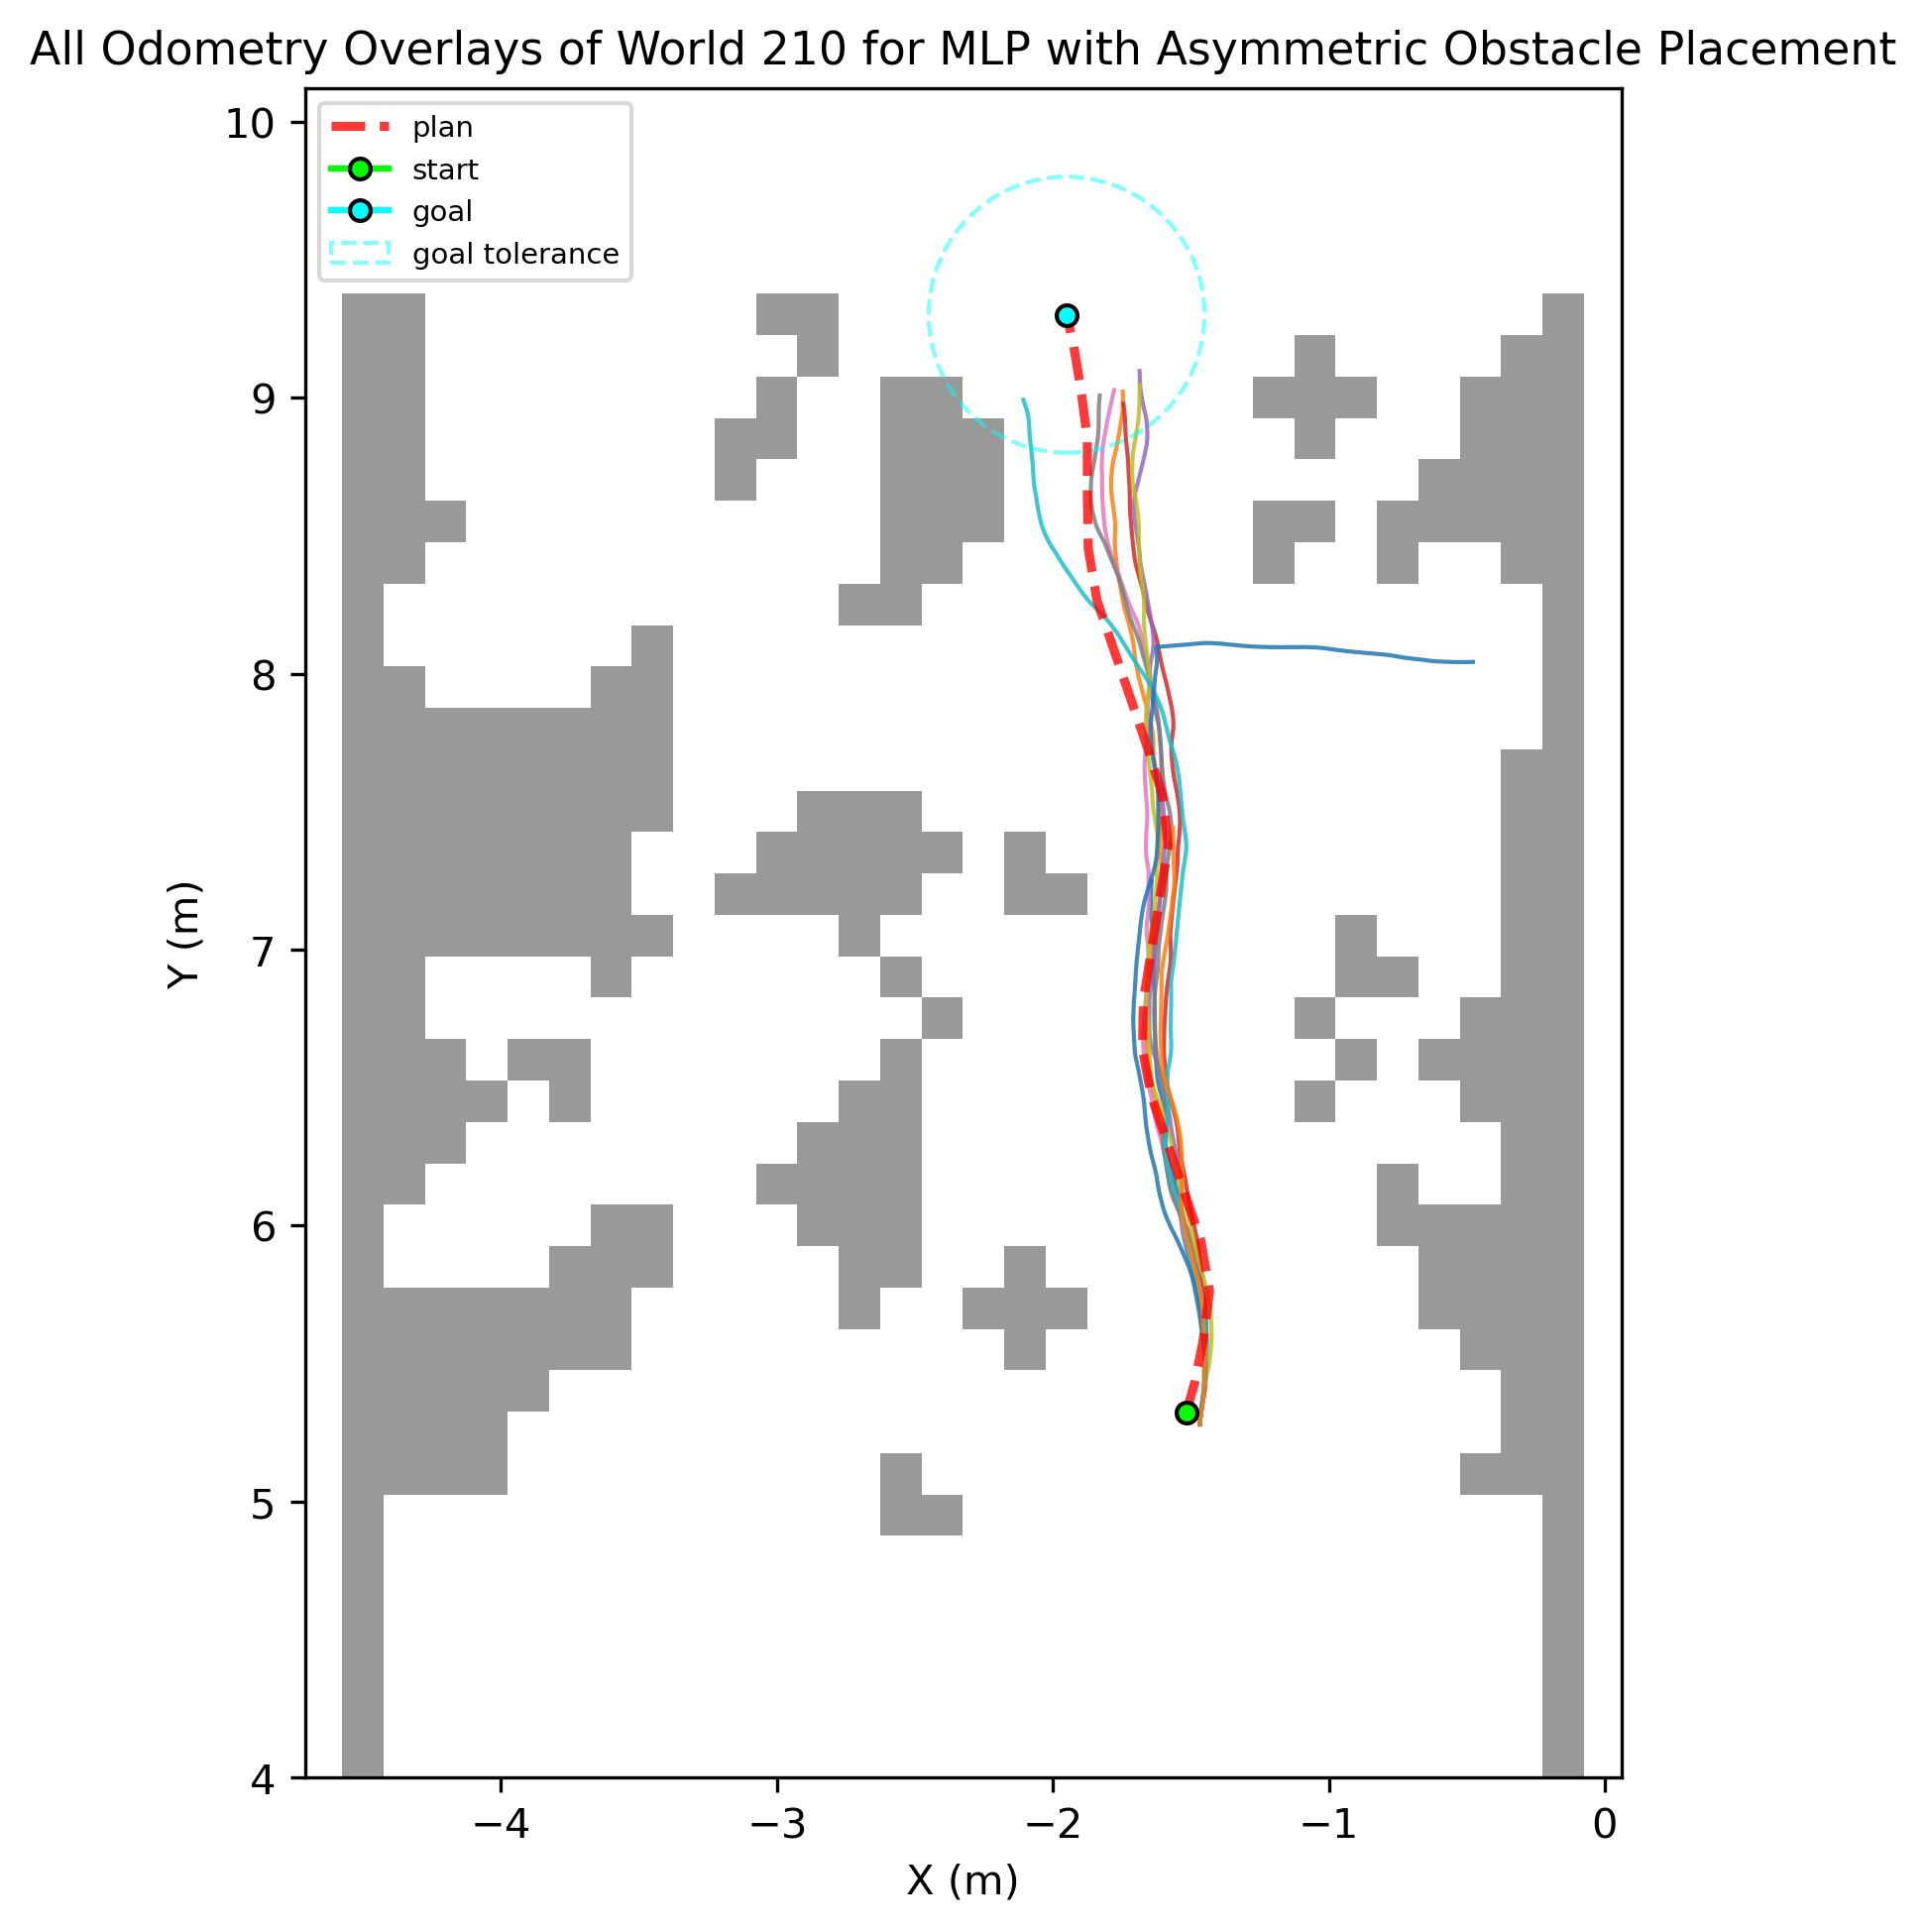 All Odometry Overlays of World 210 for MLP with Asymmetric Obstacle Placement
plan
start
goal
goal tolerance
10
9
8
7
6
5
4
Y (m)
−4
−3
−2
−1
0
X (m)